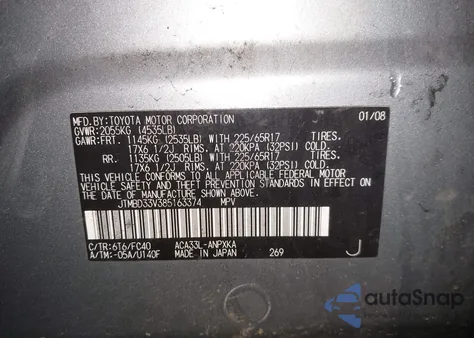 MFD.BY:TOYOTA MOTOR CORPORATION 01/08
GVWR:2055KG (4535LB)
GAWR:FRT. 1145KG (2535LB) WITH 225/65R17 TIRES.
17X6 1/2J RIMS. AT 220KPA (32PSI) COLD.
RR. 1135KG (2505LB) WITH 225/65R17 TIRES.
17X6 1/2J RIMS. AT 220KPA (32PSI) COLD.
THIS VEHICLE CONFORMS TO ALL APPLICABLE FEDERAL MOTOR
VEHICLE SAFETY AND THEFT PREVENTION STANDARDS IN EFFECT ON
THE DATE OF MANUFACTURE SHOWN ABOVE.
JTMBD33V385163374 MPV
C/TR:6T6/FC40 ACA33L-ANPXKA
A/TM:-05A/U140F MADE IN JAPAN 269 J
autoSnap